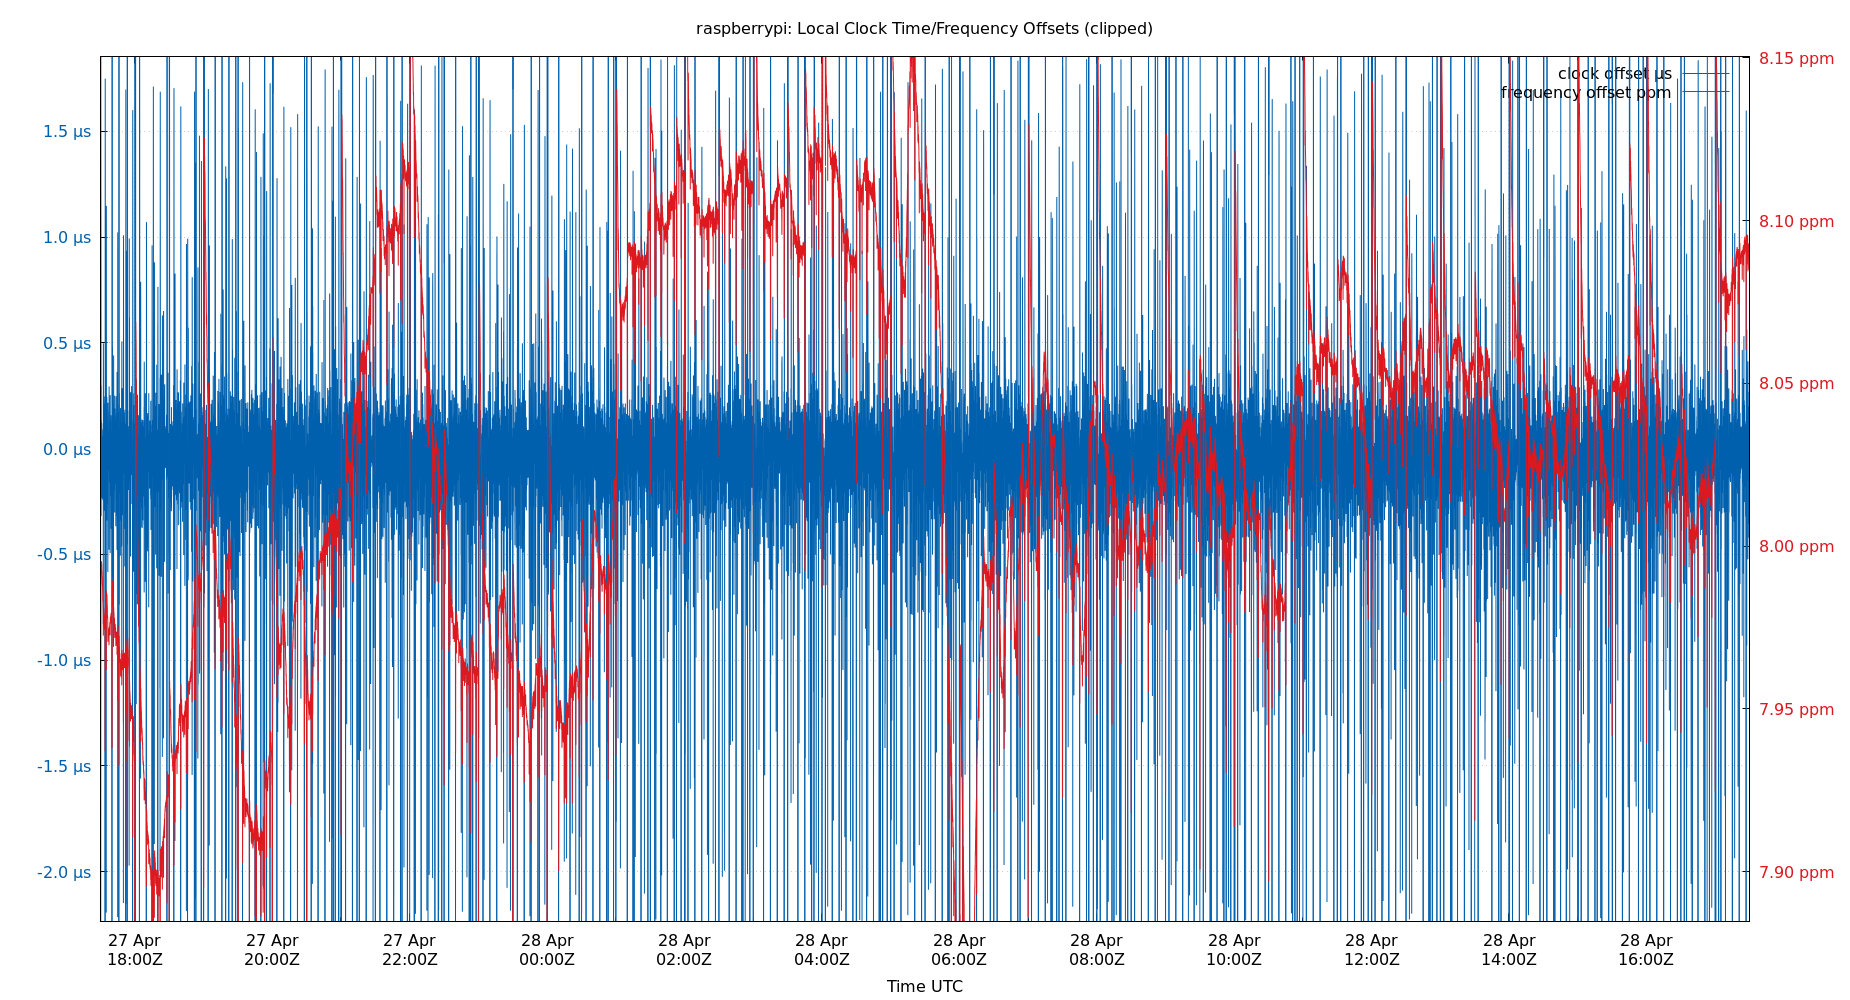 raspberrypi: Local Clock Time/Frequency Offsets (clipped)
clock offset µs
frequency offset ppm
1.5 µs
1.0 µs
0.5 µs
0.0 µs
-0.5 µs
-1.0 µs
-1.5 µs
-2.0 µs
8.15 ppm
8.10 ppm
8.05 ppm
8.00 ppm
7.95 ppm
7.90 ppm
27 Apr 27 Apr 27 Apr 28 Apr 28 Apr 28 Apr 28 Apr 28 Apr 28 Apr 28 Apr 28 Apr 28 Apr
18:00Z 20:00Z 22:00Z 00:00Z 02:00Z 04:00Z 06:00Z 08:00Z 10:00Z 12:00Z 14:00Z 16:00Z
Time UTC